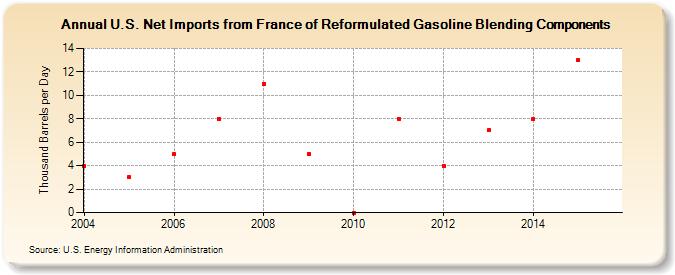 Annual U.S. Net Imports from France of Reformulated Gasoline Blending Components
Thousand Barrels per Day
14
12
10
8
6
4
2
0
2004 2006 2008 2010 2012 2014
Source: U.S. Energy Information Administration